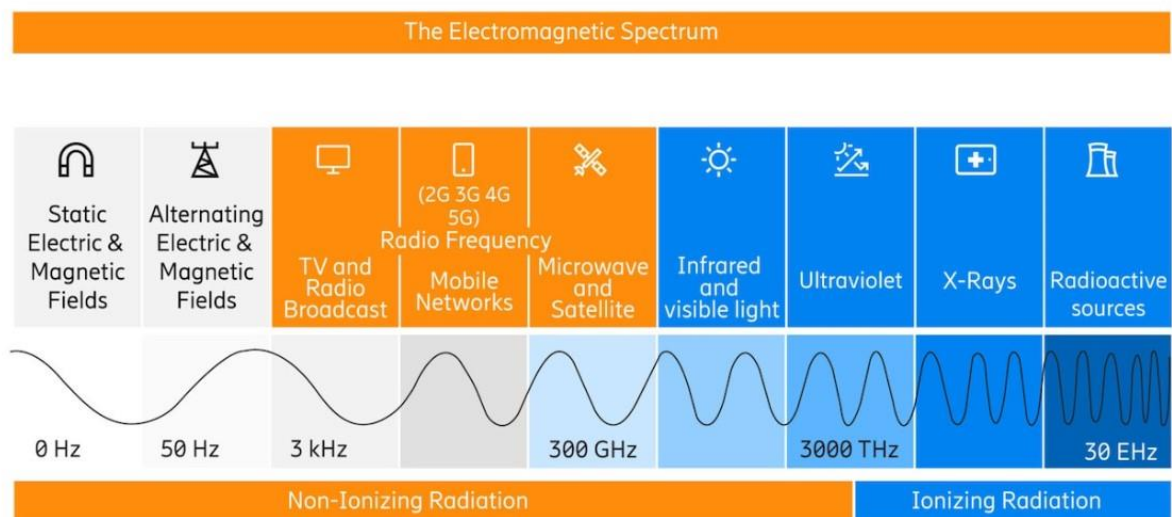 The Electromagnetic Spectrum
Static
Electric &
Magnetic
Fields
Alternating
Electric &
Magnetic
Fields
(2G 3G 4G
5G)
Radio Frequency
TV and
Radio
Broadcast
Mobile
Networks
Microwave
and
Satellite
Infrared
and
visible light
Ultraviolet
X-Rays
Radioactive
sources
0 Hz
50 Hz
3 kHz
300 GHz
3000 THz
30 EHz
Non-Ionizing Radiation
Ionizing Radiation